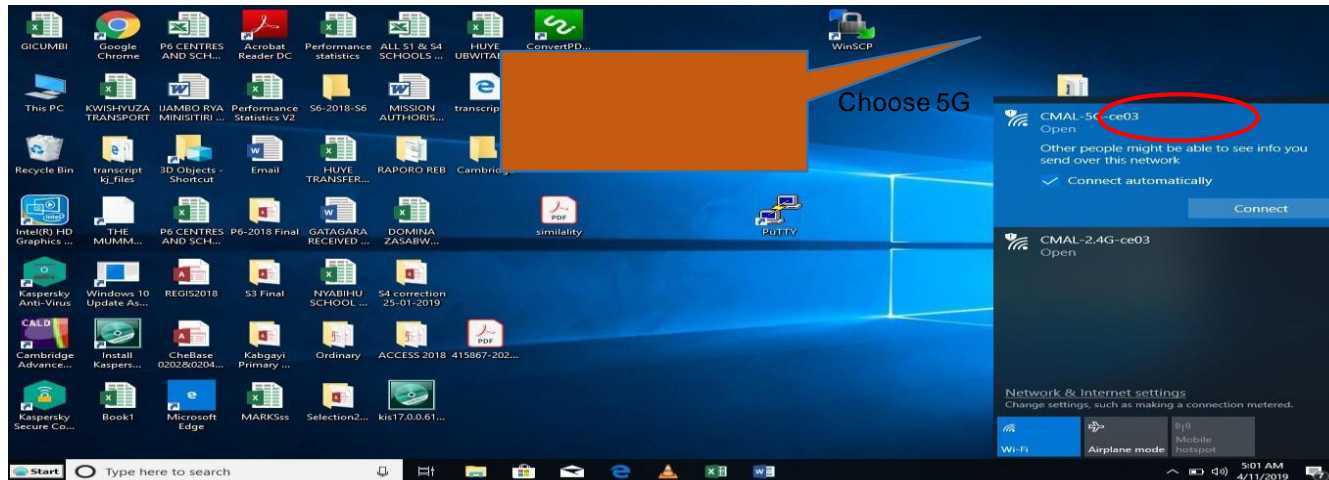 GICUMBI
Google
Chrome
P6 CENTRES
AND SCH...
Acrobat
Reader DC
Performance
statistics
ALL S1 & S4
SCHOOLS ...
HUYE
UBWITA
ConvertPD...
WinSCP
This PC
KWISHYUZA
TRANSPORT
IJAMBO RYA
MINISITIRI ...
Performance
Statistics V2
S6-2018-S6
MISSION
AUTHORIS...
transcrip
Choose 5G
Recycle Bin
transcript
kj_files
3D Objects -
Shortcut
Email
HUYE
TRANSFER...
RAPORO REB
Cambridge
Intel(R) HD
Graphics ...
THE
MUMM...
P6 CENTRES
AND SCH...
P6-2018 Final
GATAGARA
RECEIVED ...
DOMINA
ZASABW...
PDF
similality
PuTTY
Kaspersky
Anti-Virus
Windows 10
Update As...
REGIS2018
S3 Final
NYABIHU
SCHOOL ...
S4 correction
25-01-2019
CALD
Cambridge
Advance...
Install
Kaspers...
CheBase
0202&0204...
Kabgayi
Primary ...
Ordinary
ACCESS 2018
PDF
415867-202...
Kaspersky
Secure Co...
Book1
Microsoft
Edge
MARKSss
Selection2...
kis17.0.0.61...
CMAL-5G-ce03
Open
Other people might be able to see info you
send over this network
Connect automatically
Connect
CMAL-2.4G-ce03
Open
Network & Internet settings
Change settings, such as making a connection metered.
Wi-Fi
Airplane mode
Mobile
hotspot
Start
Type here to search
5:01 AM
4/11/2019